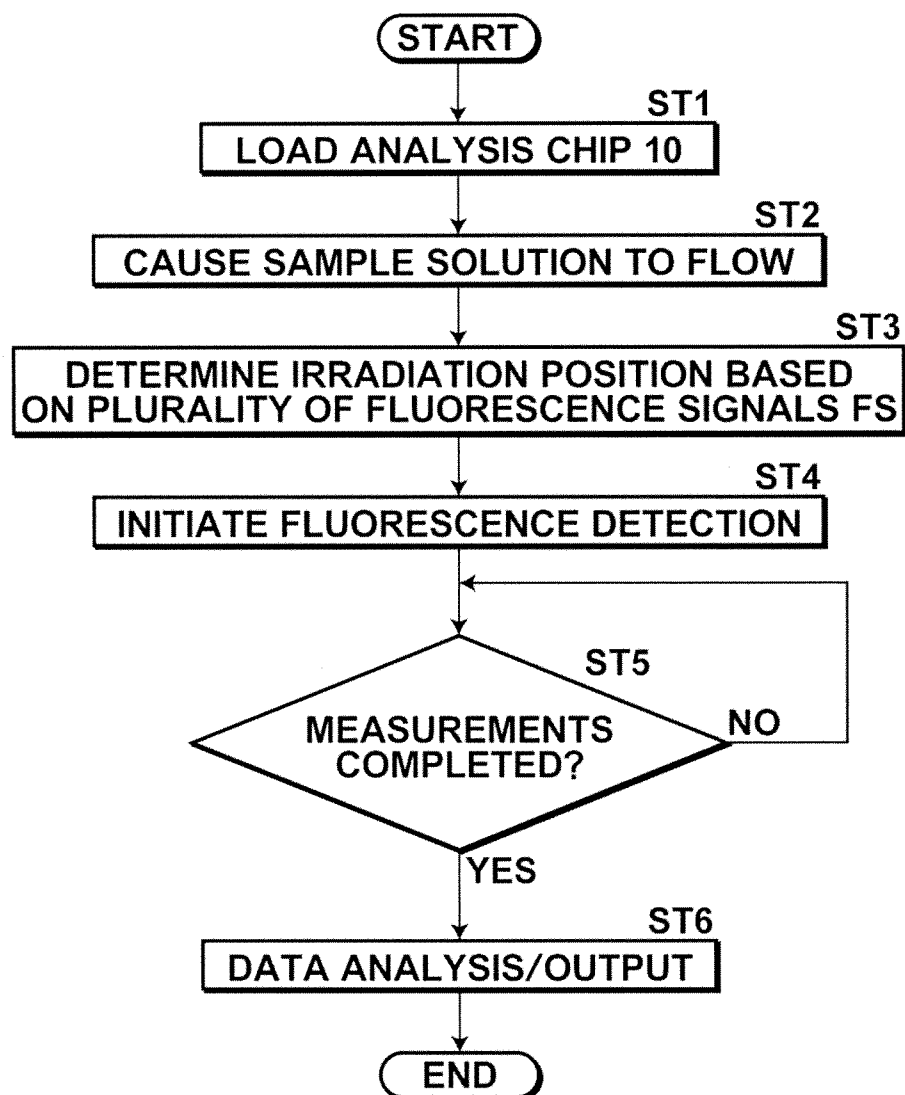 START
ST1
LOAD ANALYSIS CHIP 10
ST2
CAUSE SAMPLE SOLUTION TO FLOW
ST3
DETERMINE IRRADIATION POSITION BASED
ON PLURALITY OF FLUORESCENCE SIGNALS FS
ST4
INITIATE FLUORESCENCE DETECTION
ST5
MEASUREMENTS
COMPLETED?
NO
YES
ST6
DATA ANALYSIS/OUTPUT
END